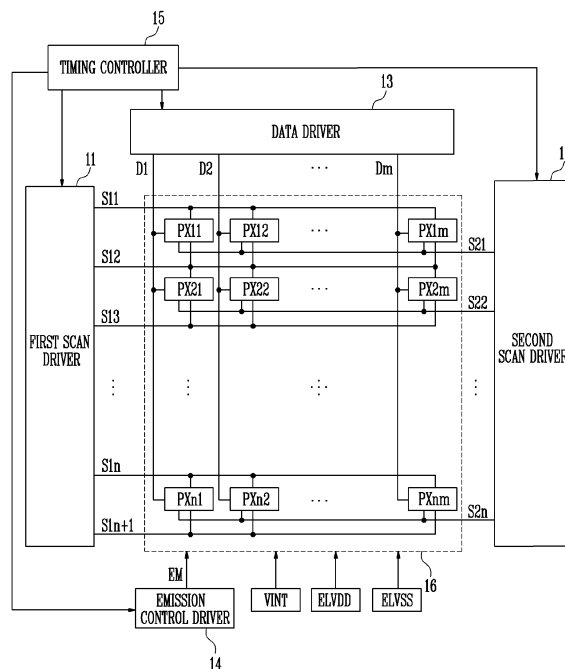 15
TIMING CONTROLLER
13
DATA DRIVER
11
D1 D2 ... Dm
1
S11
PX11 PX12 ... PX1m
S21
S12
PX21 PX22 ... PX2m
S22
S13
FIRST SCAN
DRIVER
SECOND
SCAN DRIVER
S1n
PXn1 PXn2 ... PXnm
S2n
S1n+1
EM
16
EMISSION
CONTROL DRIVER
VINT ELVDD ELVSS
14